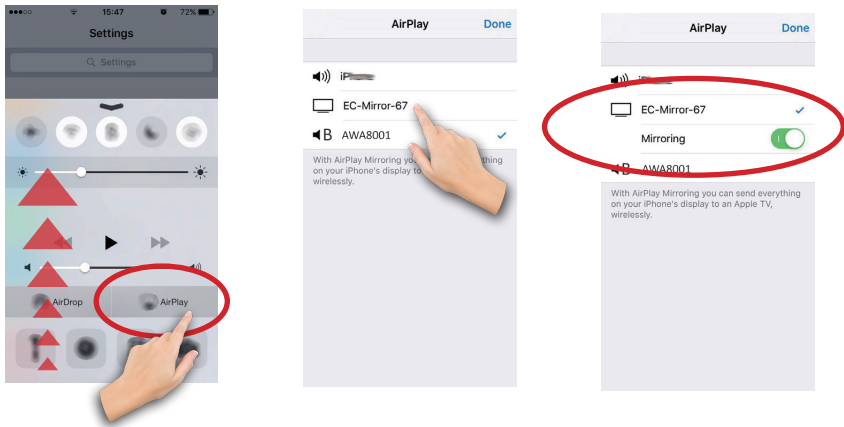 15:47 72%
Settings
Settings
AirDrop AirPlay
AirPlay Done
EC-Mirror-67
AWA8001
With AirPlay Mirroring you
on your iPhone's display to
wirelessly.
AirPlay Done
EC-Mirror-67
Mirroring
AWA8001
With AirPlay Mirroring you can send everything
on your iPhone's display to an Apple TV,
wirelessly.